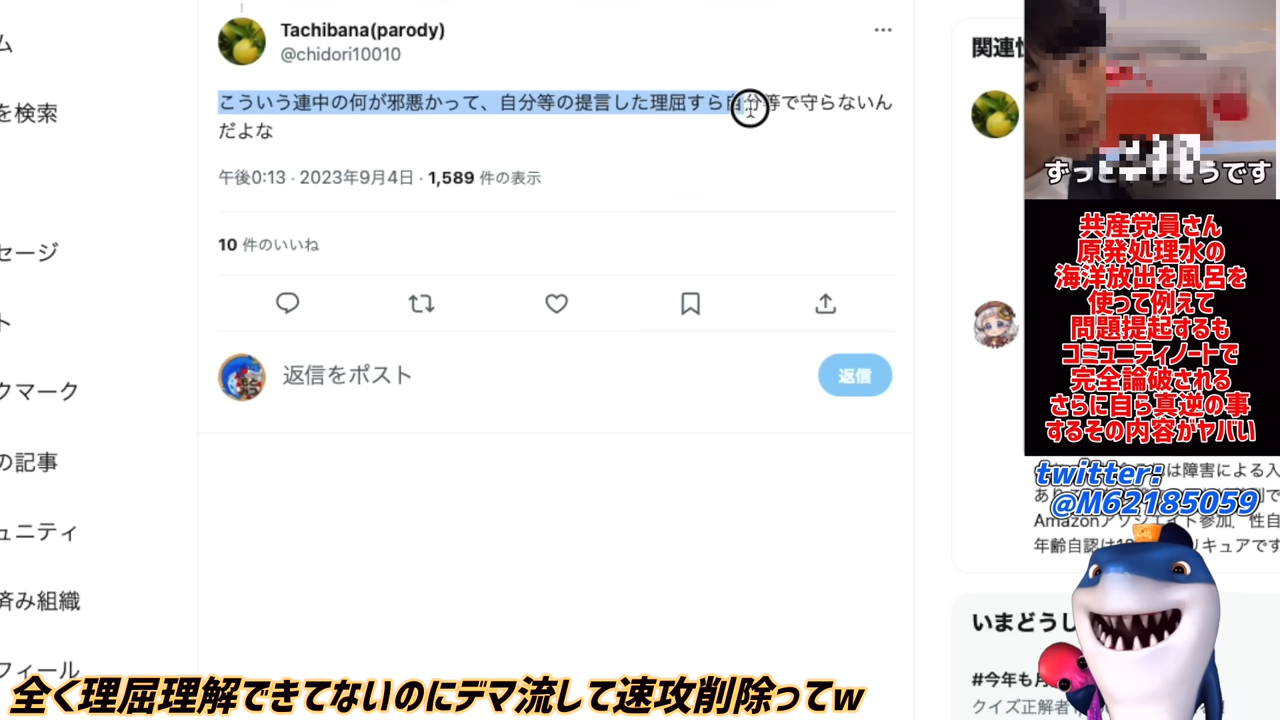 ム
を検索
セージ
ト
クマーク
の記事
ュニティ
済み組織
フィール
Tachibana(parody)
@chidori10010
こういう連中の何が邪悪かって、自分等の提言した理屈すら自分等で守らないん
だよな
午後0:13 · 2023年9月4日 · 1,589 件の表示
10 件のいいね
返信をポスト
返信
関連性
ずっと
うです
共産党員さん
原発処理水の
海洋放出を風呂を
使って例えて
問題提起するも
コミュニティノートで
完全論破される
さらに自ら真逆の事
するその内容がヤバい
twitter:
@M62185059
は障害による入
Amazonアソシエイト参加
性自
年齢自認は
リキュアです
いまどうし
#今年も月
クイズ正解者
全く理屈理解できてないのにデマ流して速攻削除ってw